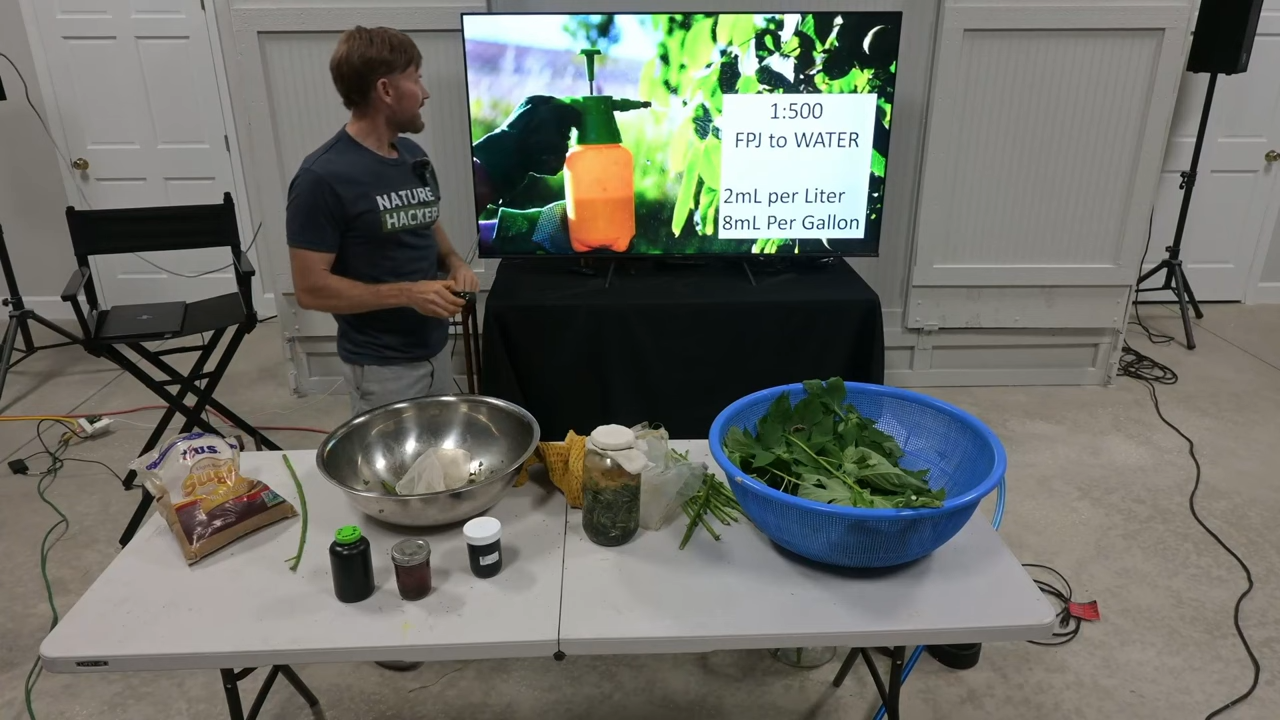 1:500
FPJ to WATER
2mL per Liter
8mL Per Gallon
NATURE
HACKER